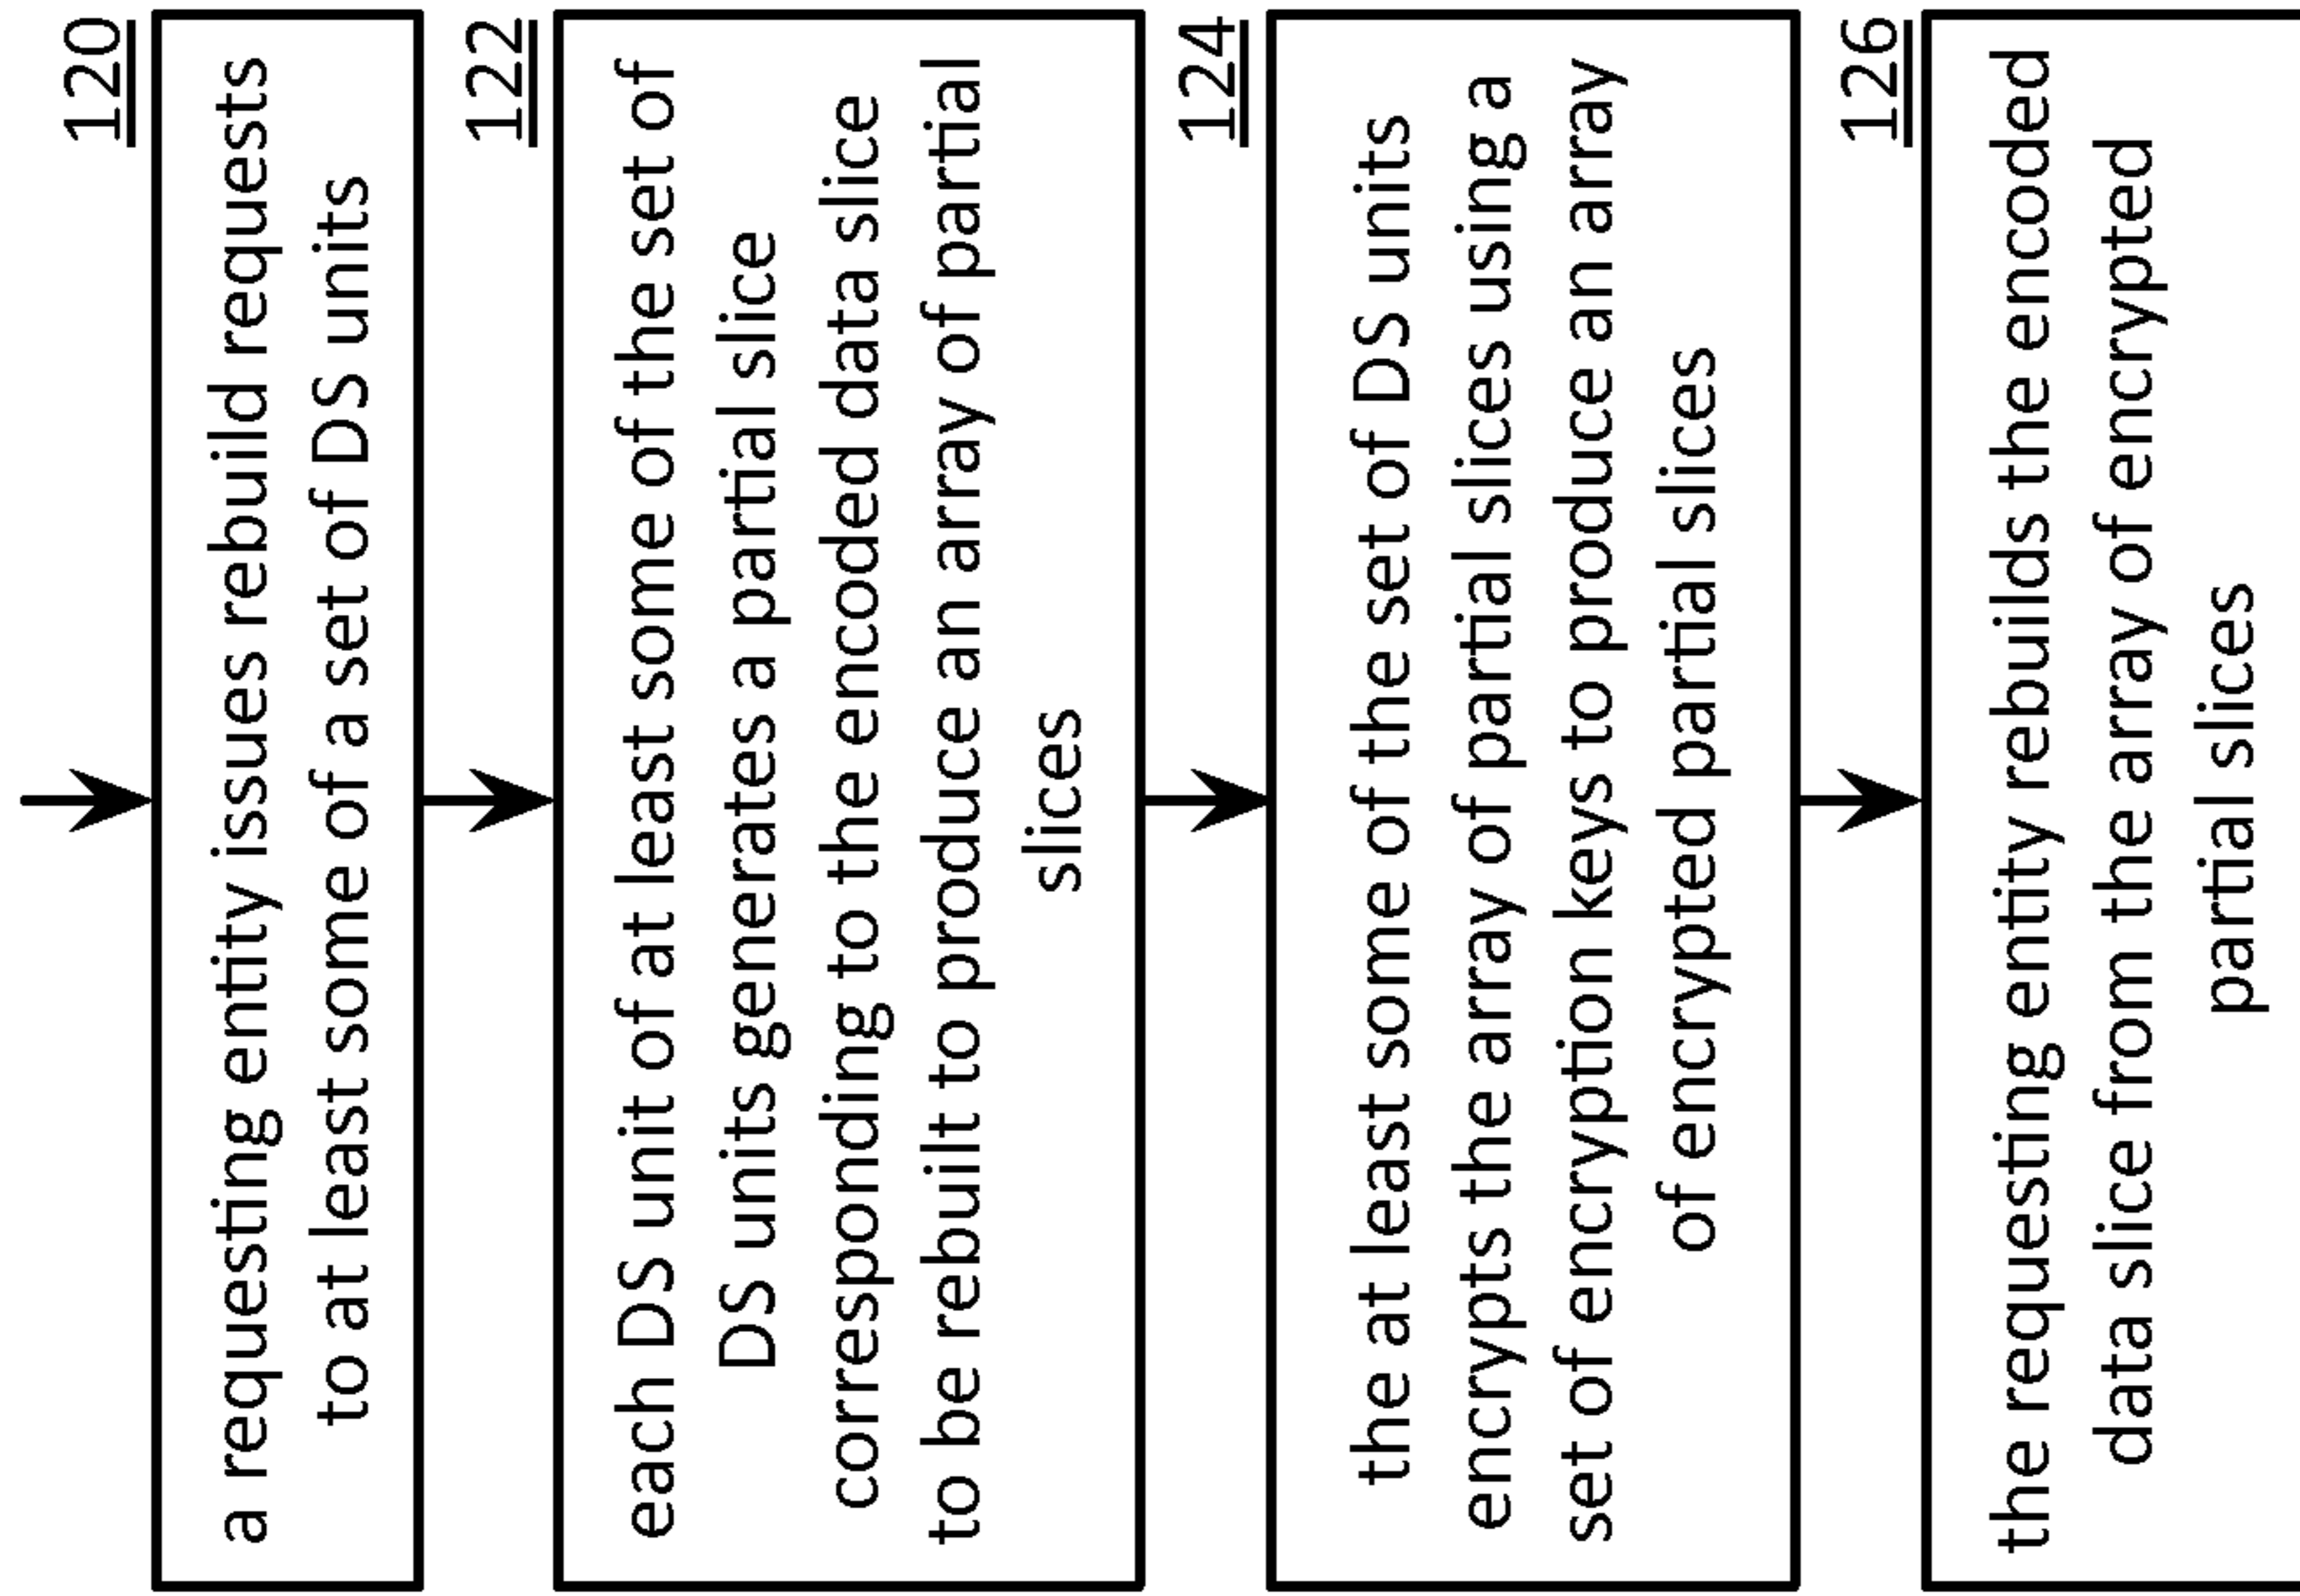 120
a requesting entity issues rebuild requests
to at least some of a set of DS units
122
each DS unit of at least some of the set of
DS units generates a partial slice
corresponding to the encoded data slice
to be rebuilt to produce an array of partial
slices
124
the at least some of the set of DS units
encrypts the array of partial slices using a
set of encryption keys to produce an array
of encrypted partial slices
126
the requesting entity rebuilds the encoded
data slice from the array of encrypted
partial slices